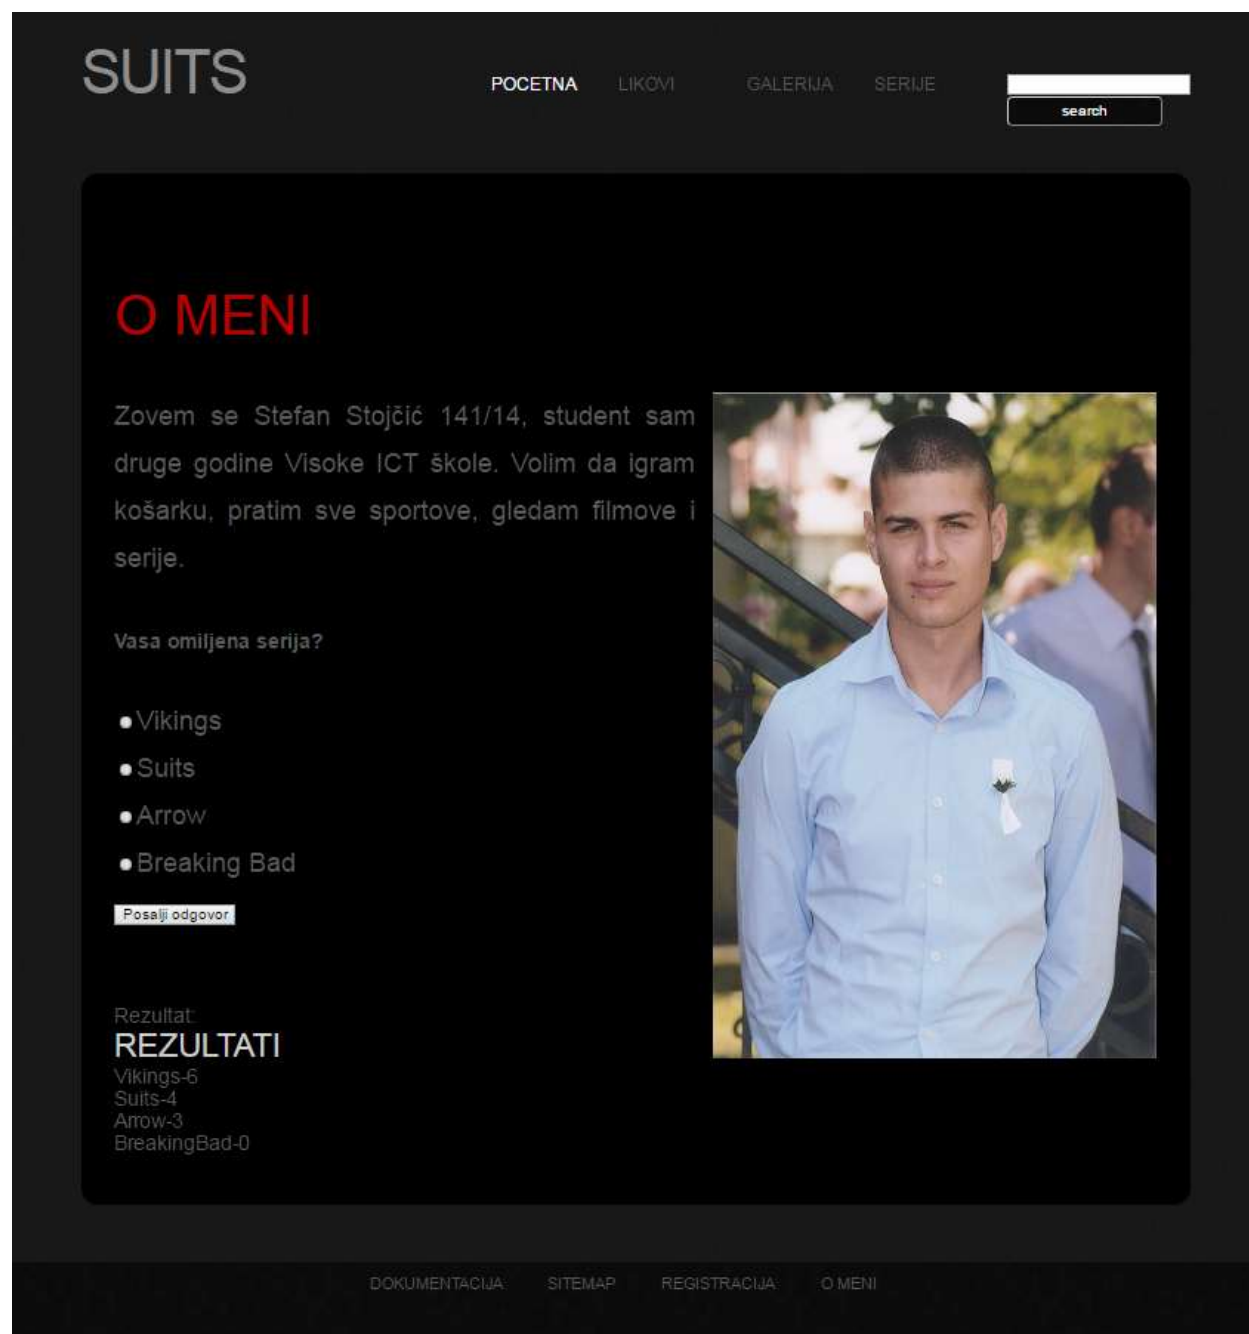 SUITS
POCETNA LIKOVI GALERIJA SERIJE
search
O MENI
Zovem se Stefan Stojčić 141/14, student sam
druge godine Visoke ICT škole. Volim da igram
košarku, pratim sve sportove, gledam filmove i
serije.
Vasa omiljena serija?
Vikings
Suits
Arrow
Breaking Bad
Posalji odgovor
Rezultat:
REZULTATI
Vikings-6
Suits-4
Arrow-3
BreakingBad-0
DOKUMENTACIJA SITEMAP REGISTRACIJA O MENI